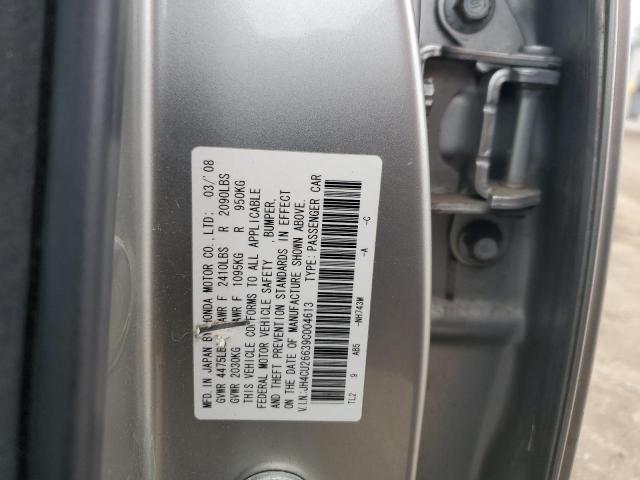 MFD. IN JAPAN BY HONDA MOTOR CO., LTD. 03/'08
GVWR 4475LBS GAWR F 2410LBS R 2090LBS
GVWR 2030KG GAWR F 1095KG R 950KG
THIS VEHICLE CONFORMS TO ALL APPLICABLE
FEDERAL MOTOR VEHICLE SAFETY , BUMPER,
AND THEFT PREVENTION STANDARDS IN EFFECT
ON THE DATE OF MANUFACTURE SHOWN ABOVE.
V.I.N:JH4CU26639C004613 TYPE:PASSENGER CAR
TL2 9 AB5 -NH743M -A -C